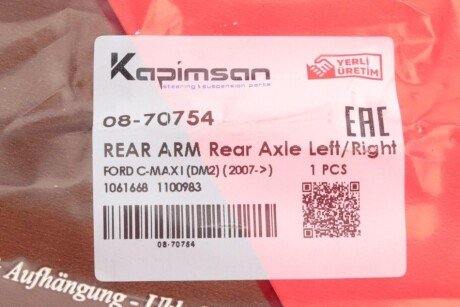 Kapimsan
steering & suspension parts
YERLİ
ÜRETİM
08-70754
EAC
REAR ARM Rear Axle Left/Right
FORD C-MAX I (DM2) (2007->) 1 PCS
1061668 1100983
08-70754
Aufhängung